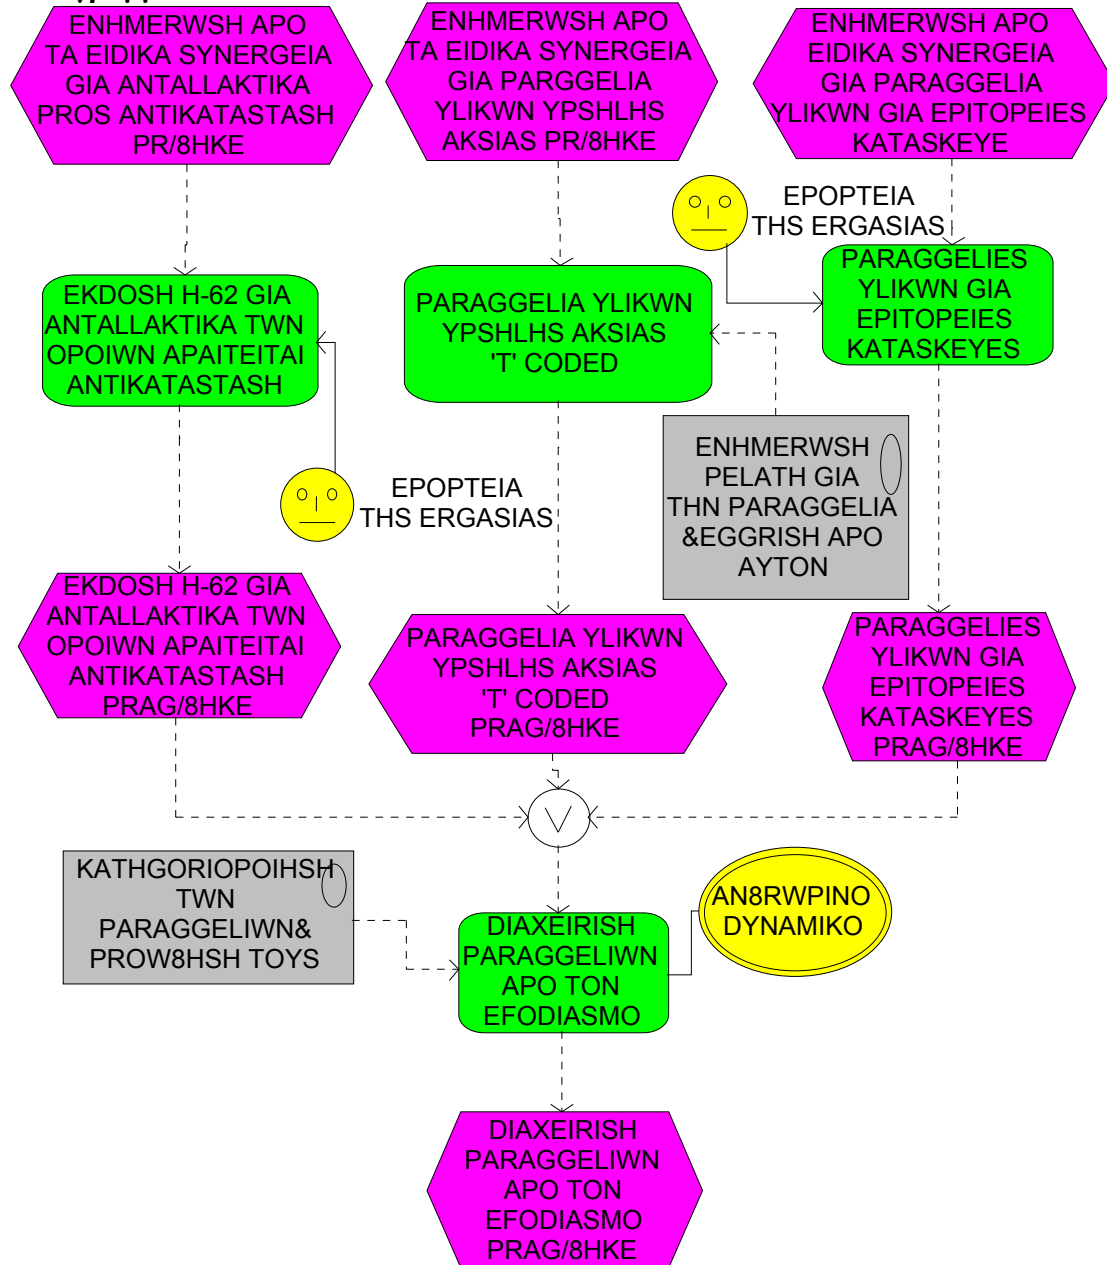 ENHMERWSH APO
TA EIDIKA SYNERGEIA
GIA ANTALLAKTIKA
PROS ANTIKATASTASH
PR/8HKE
ENHMERWSH APO
TA EIDIKA SYNERGEIA
GIA PARGGELIA
YLIKWN YPSHLHS
AKSIAS PR/8HKE
ENHMERWSH APO
EIDIKA SYNERGEIA
GIA PARAGGELIA
YLIKWN GIA EPITOPEIES
KATASKEYE
EPOPTEIA
THS ERGASIAS
EKDOSH H-62 GIA
ANTALLAKTIKA TWN
OPOIWN APAITEITAI
ANTIKATASTASH
PARAGGELIA YLIKWN
YPSHLHS AKSIAS
'T' CODED
PARAGGELIES
YLIKWN GIA
EPITOPEIES
KATASKEYES
EPOPTEIA
THS ERGASIAS
ENHMERWSH
PELATH GIA
THN PARAGGELIA
&EGGRISH APO
AYTON
EKDOSH H-62 GIA
ANTALLAKTIKA TWN
OPOIWN APAITEITAI
ANTIKATASTASH
PRAG/8HKE
PARAGGELIA YLIKWN
YPSHLHS AKSIAS
'T' CODED
PRAG/8HKE
PARAGGELIES
YLIKWN GIA
EPITOPEIES
KATASKEYES
PRAG/8HKE
V
KATHGORIOPOIHSH
TWN
PARAGGELIWN&
PROW8HSH TOYS
DIAXEIRISH
PARAGGELIWN
APO TON
EFODIASMO
AN8RWPINO
DYNAMIKO
DIAXEIRISH
PARAGGELIWN
APO TON
EFODIASMO
PRAG/8HKE